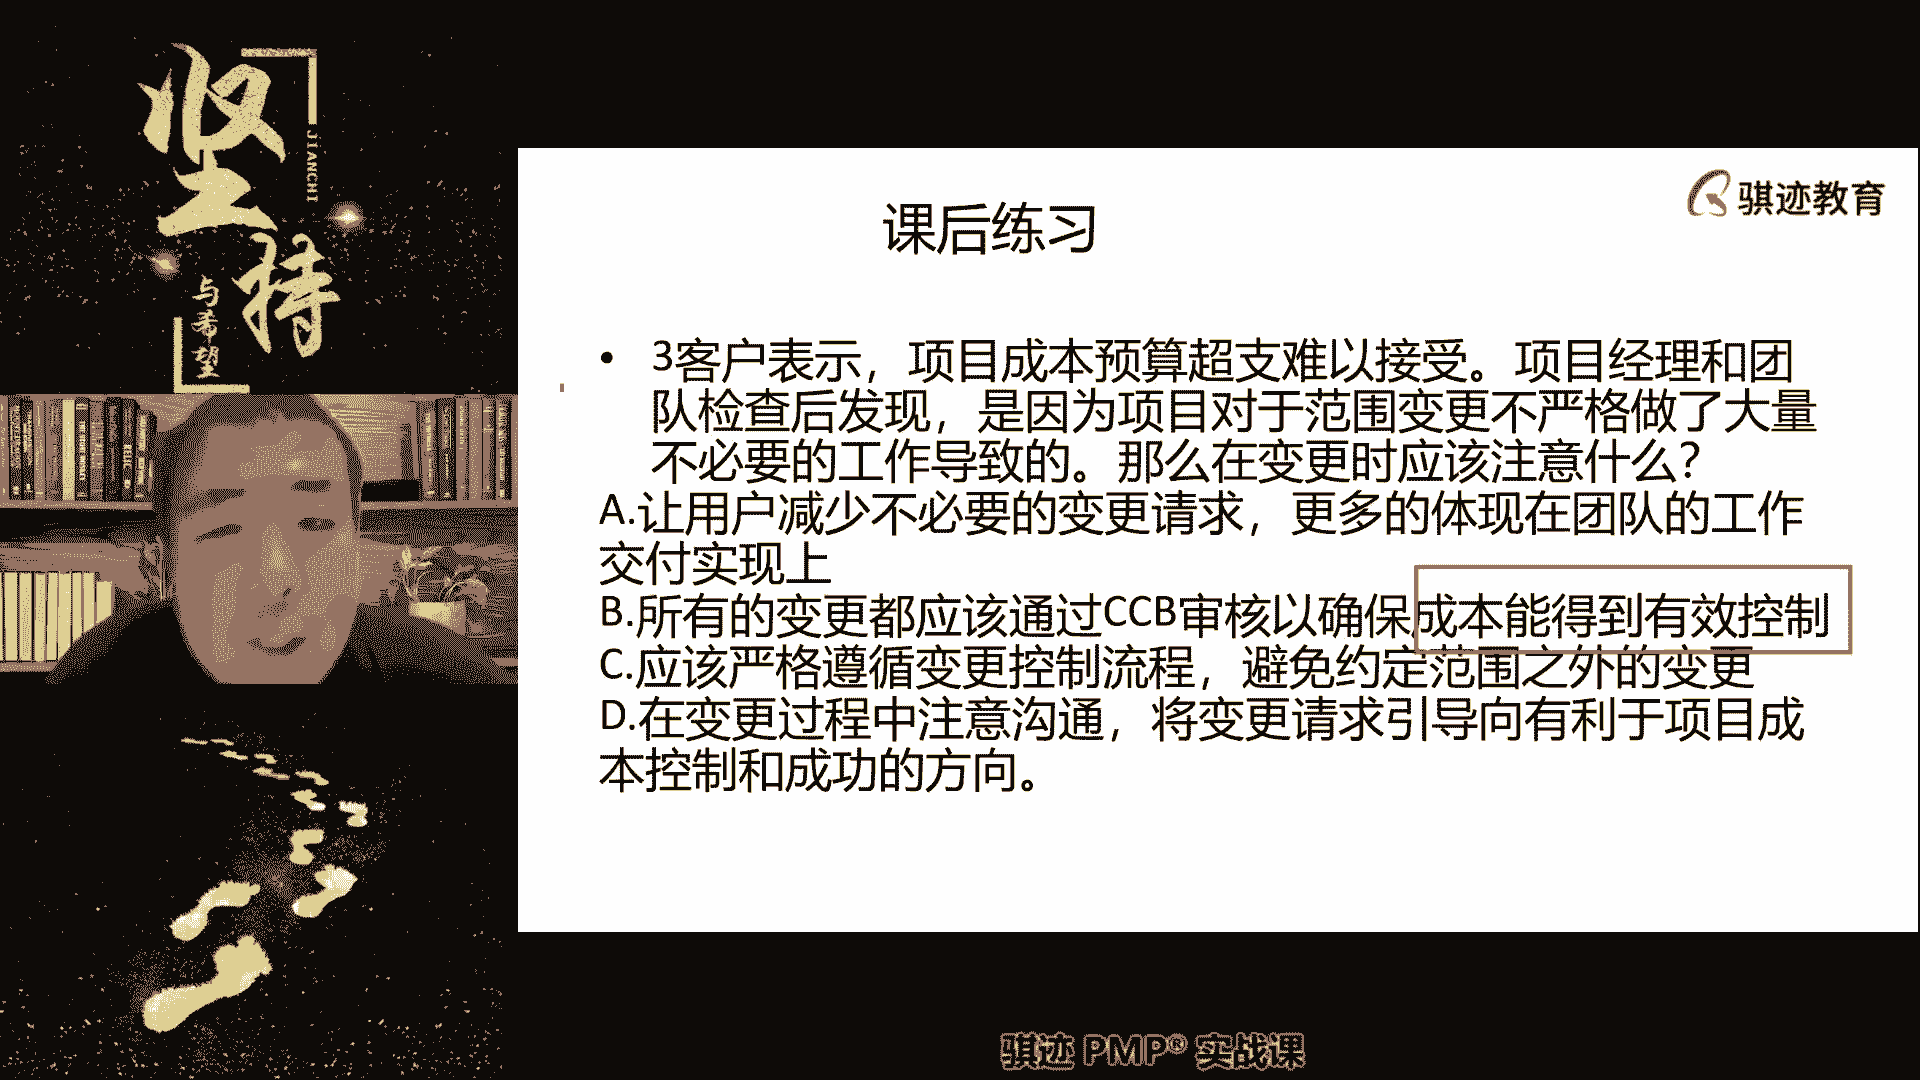 坚持
JIANCHI
与希望
骐迹教育
课后练习
• 3客户表示，项目成本预算超支难以接受。项目经理和团
队检查后发现，是因为项目对于范围变更不严格做了大量
不必要的工作导致的。那么在变更时应该注意什么?
A.让用户减少不必要的变更请求，更多的体现在团队的工作
交付实现上
B.所有的变更都应该通过CCB审核以确保成本能得到有效控制
C.应该严格遵循变更控制流程，避免约定范围之外的变更
D.在变更过程中注意沟通，将变更请求引导向有利于项目成
本控制和成功的方向。
骐迹 PMP® 实战课